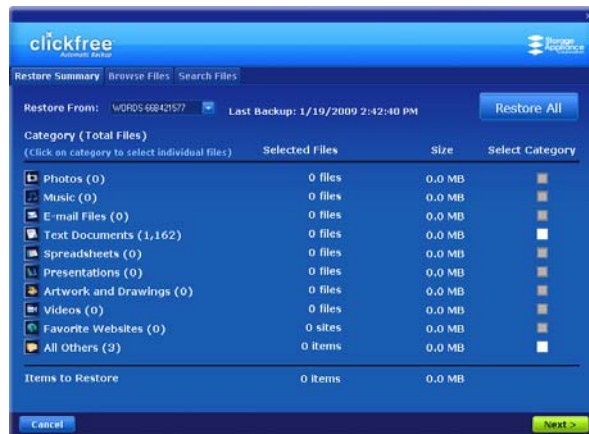 clickfree
Automatic Backup
Storage
Appliance
Corporation
Restore Summary Browse Files Search Files
Restore From: WORDS-668421577 Last Backup: 1/19/2009 2:42:40 PM Restore All
Category (Total Files)
(Click on category to select individual files) Selected Files Size Select Category
Photos (0) 0 files 0.0 MB
Music (0) 0 files 0.0 MB
E-mail Files (0) 0 files 0.0 MB
Text Documents (1,162) 0 files 0.0 MB
Spreadsheets (0) 0 files 0.0 MB
Presentations (0) 0 files 0.0 MB
Artwork and Drawings (0) 0 files 0.0 MB
Videos (0) 0 files 0.0 MB
Favorite Websites (0) 0 sites 0.0 MB
All Others (3) 0 items 0.0 MB
Items to Restore 0 items 0.0 MB
Cancel Next >